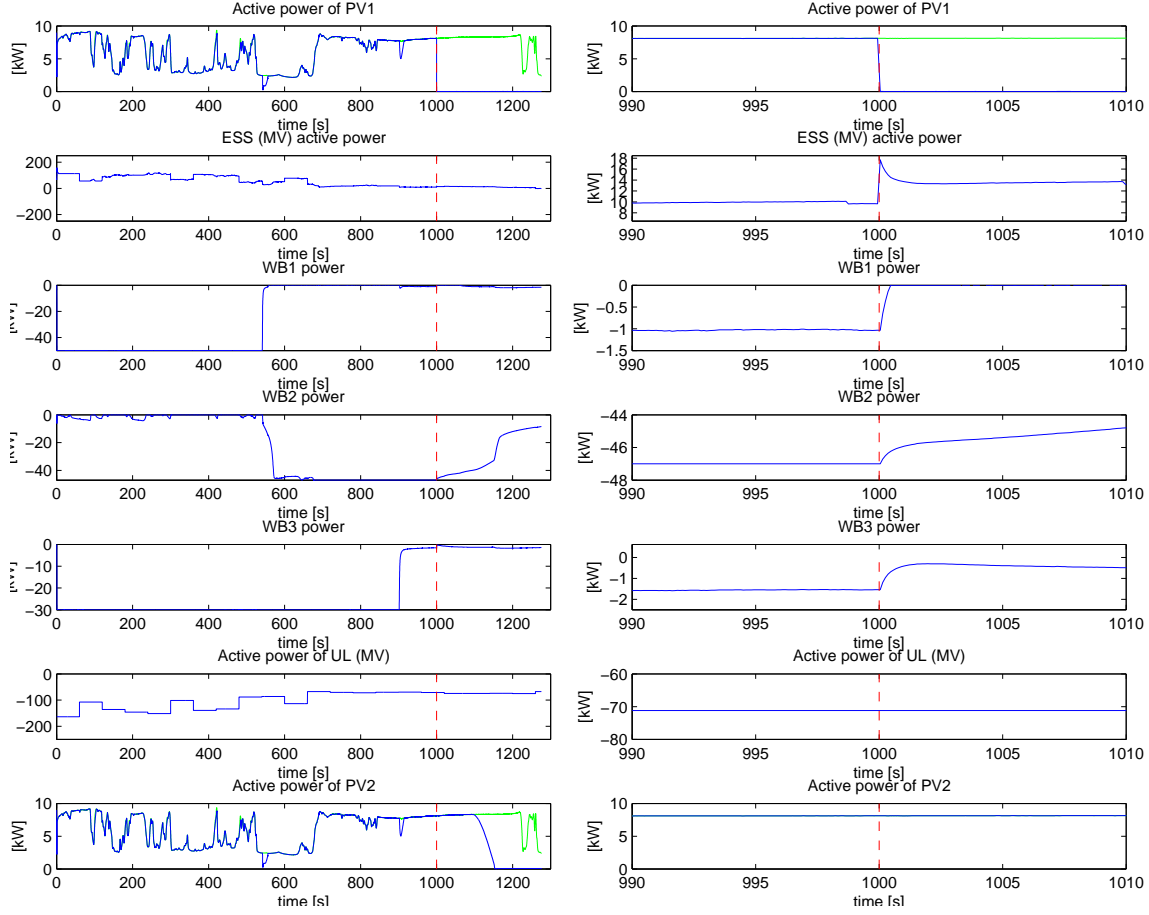 Active power of PV1
10
5
0
[kW]
0 200 400 600 800 1000 1200
time [s]
ESS (MV) active power
200
0
−200
0 200 400 600 800 1000 1200
time [s]
WB1 power
0
−20
−40
[kW]
0 200 400 600 800 1000 1200
time [s]
WB2 power
0
−20
−40
[kW]
0 200 400 600 800 1000 1200
time [s]
WB3 power
0
−10
−20
−30
[kW]
0 200 400 600 800 1000 1200
time [s]
Active power of UL (MV)
0
−100
−200
0 200 400 600 800 1000 1200
time [s]
Active power of PV2
10
5
0
[kW]
0 200 400 600 800 1000 1200
time [s]
Active power of PV1
10
5
0
[kW]
990 995 1000 1005 1010
time [s]
ESS (MV) active power
18
16
14
12
10
8
[kW]
990 995 1000 1005 1010
time [s]
WB1 power
0
−0.5
−1
−1.5
[kW]
990 995 1000 1005 1010
time [s]
WB2 power
−44
−46
−48
[kW]
990 995 1000 1005 1010
time [s]
WB3 power
0
−1
−2
[kW]
990 995 1000 1005 1010
time [s]
Active power of UL (MV)
−60
−70
−80
[kW]
990 995 1000 1005 1010
time [s]
Active power of PV2
10
5
0
[kW]
990 995 1000 1005 1010
time [s]